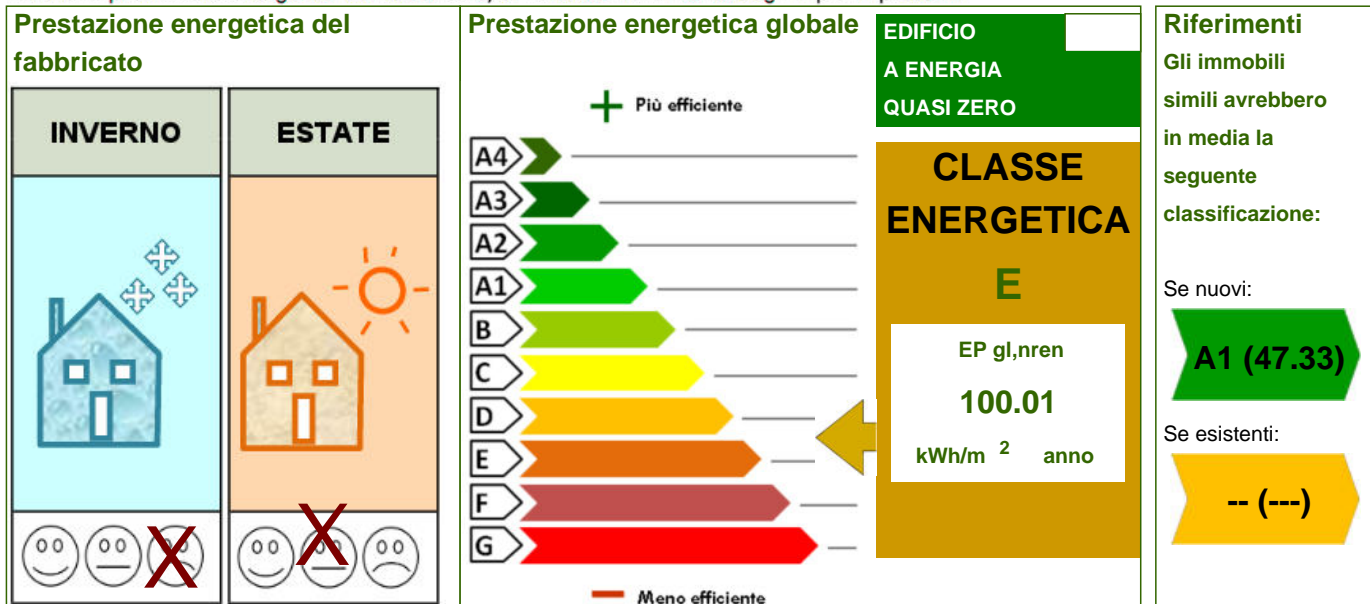 Prestazione energetica del
fabbricato
INVERNO
ESTATE
Prestazione energetica globale
Più efficiente
A4
A3
A2
A1
B
C
D
E
F
G
Meno efficiente
EDIFICIO
A ENERGIA
QUASI ZERO
CLASSE
ENERGETICA
E
EP gl,nren
100.01
kWh/m 2 anno
Riferimenti
Gli immobili
simili avrebbero
in media la
seguente
classificazione:
Se nuovi:
A1 (47.33)
Se esistenti:
-- (---)